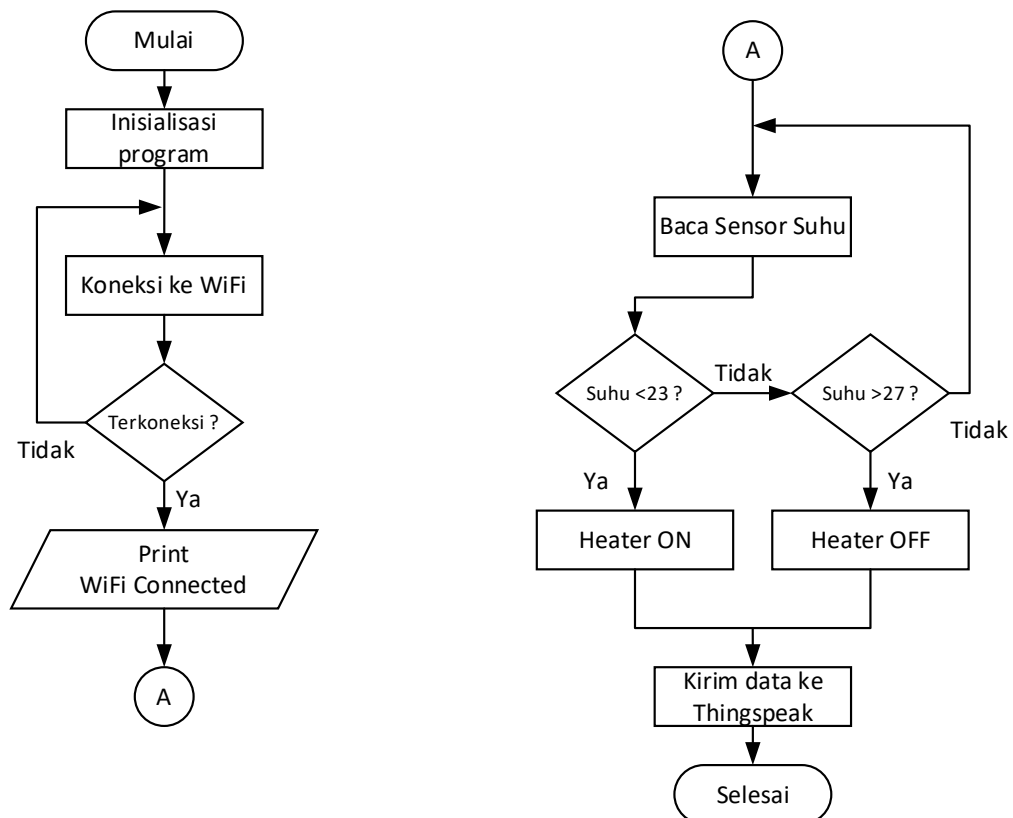 Mulai
Inisialisasi
program
Koneksi ke WiFi
Terkoneksi ?
Tidak
Ya
Print
WiFi Connected
A
A
Baca Sensor Suhu
Suhu <23 ?
Tidak
Suhu >27 ?
Tidak
Ya
Ya
Heater ON
Heater OFF
Kirim data ke
Thingspeak
Selesai